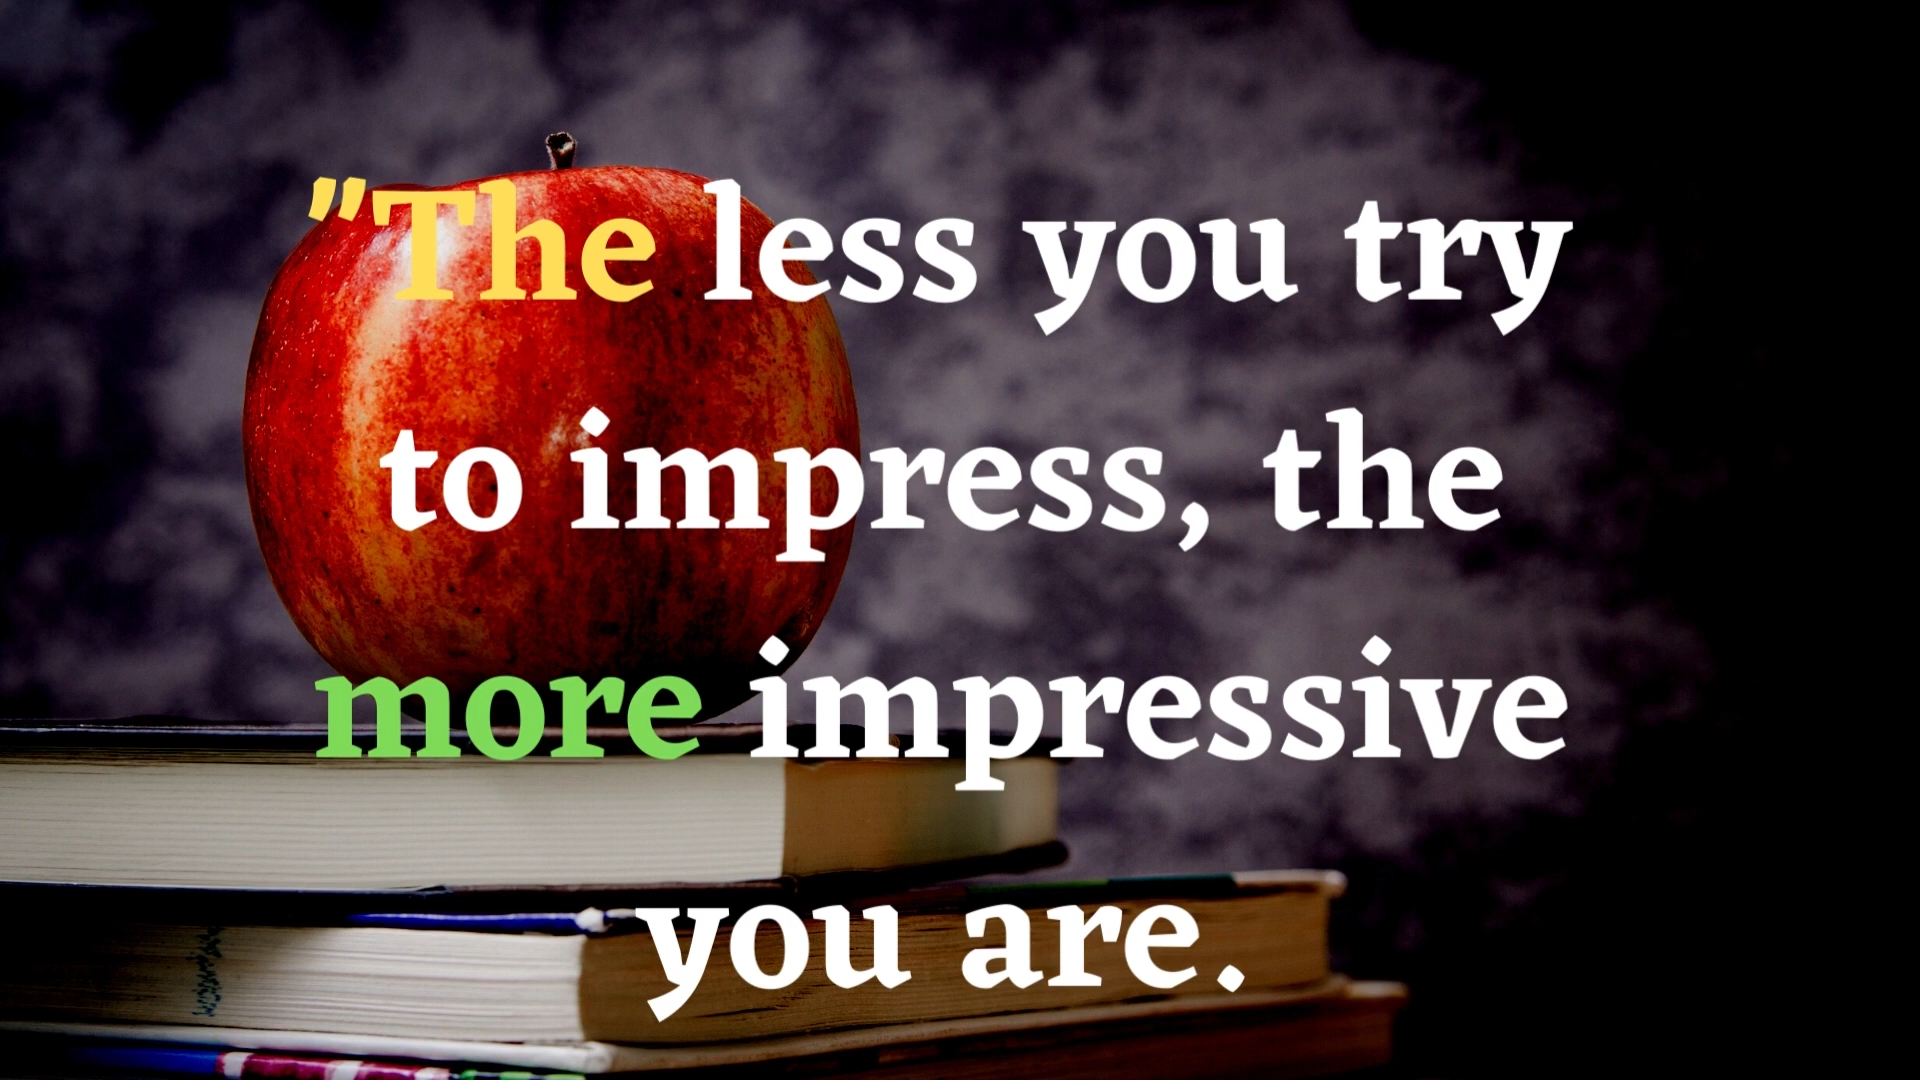 "The less you try
to impress, the
more impressive
you are.